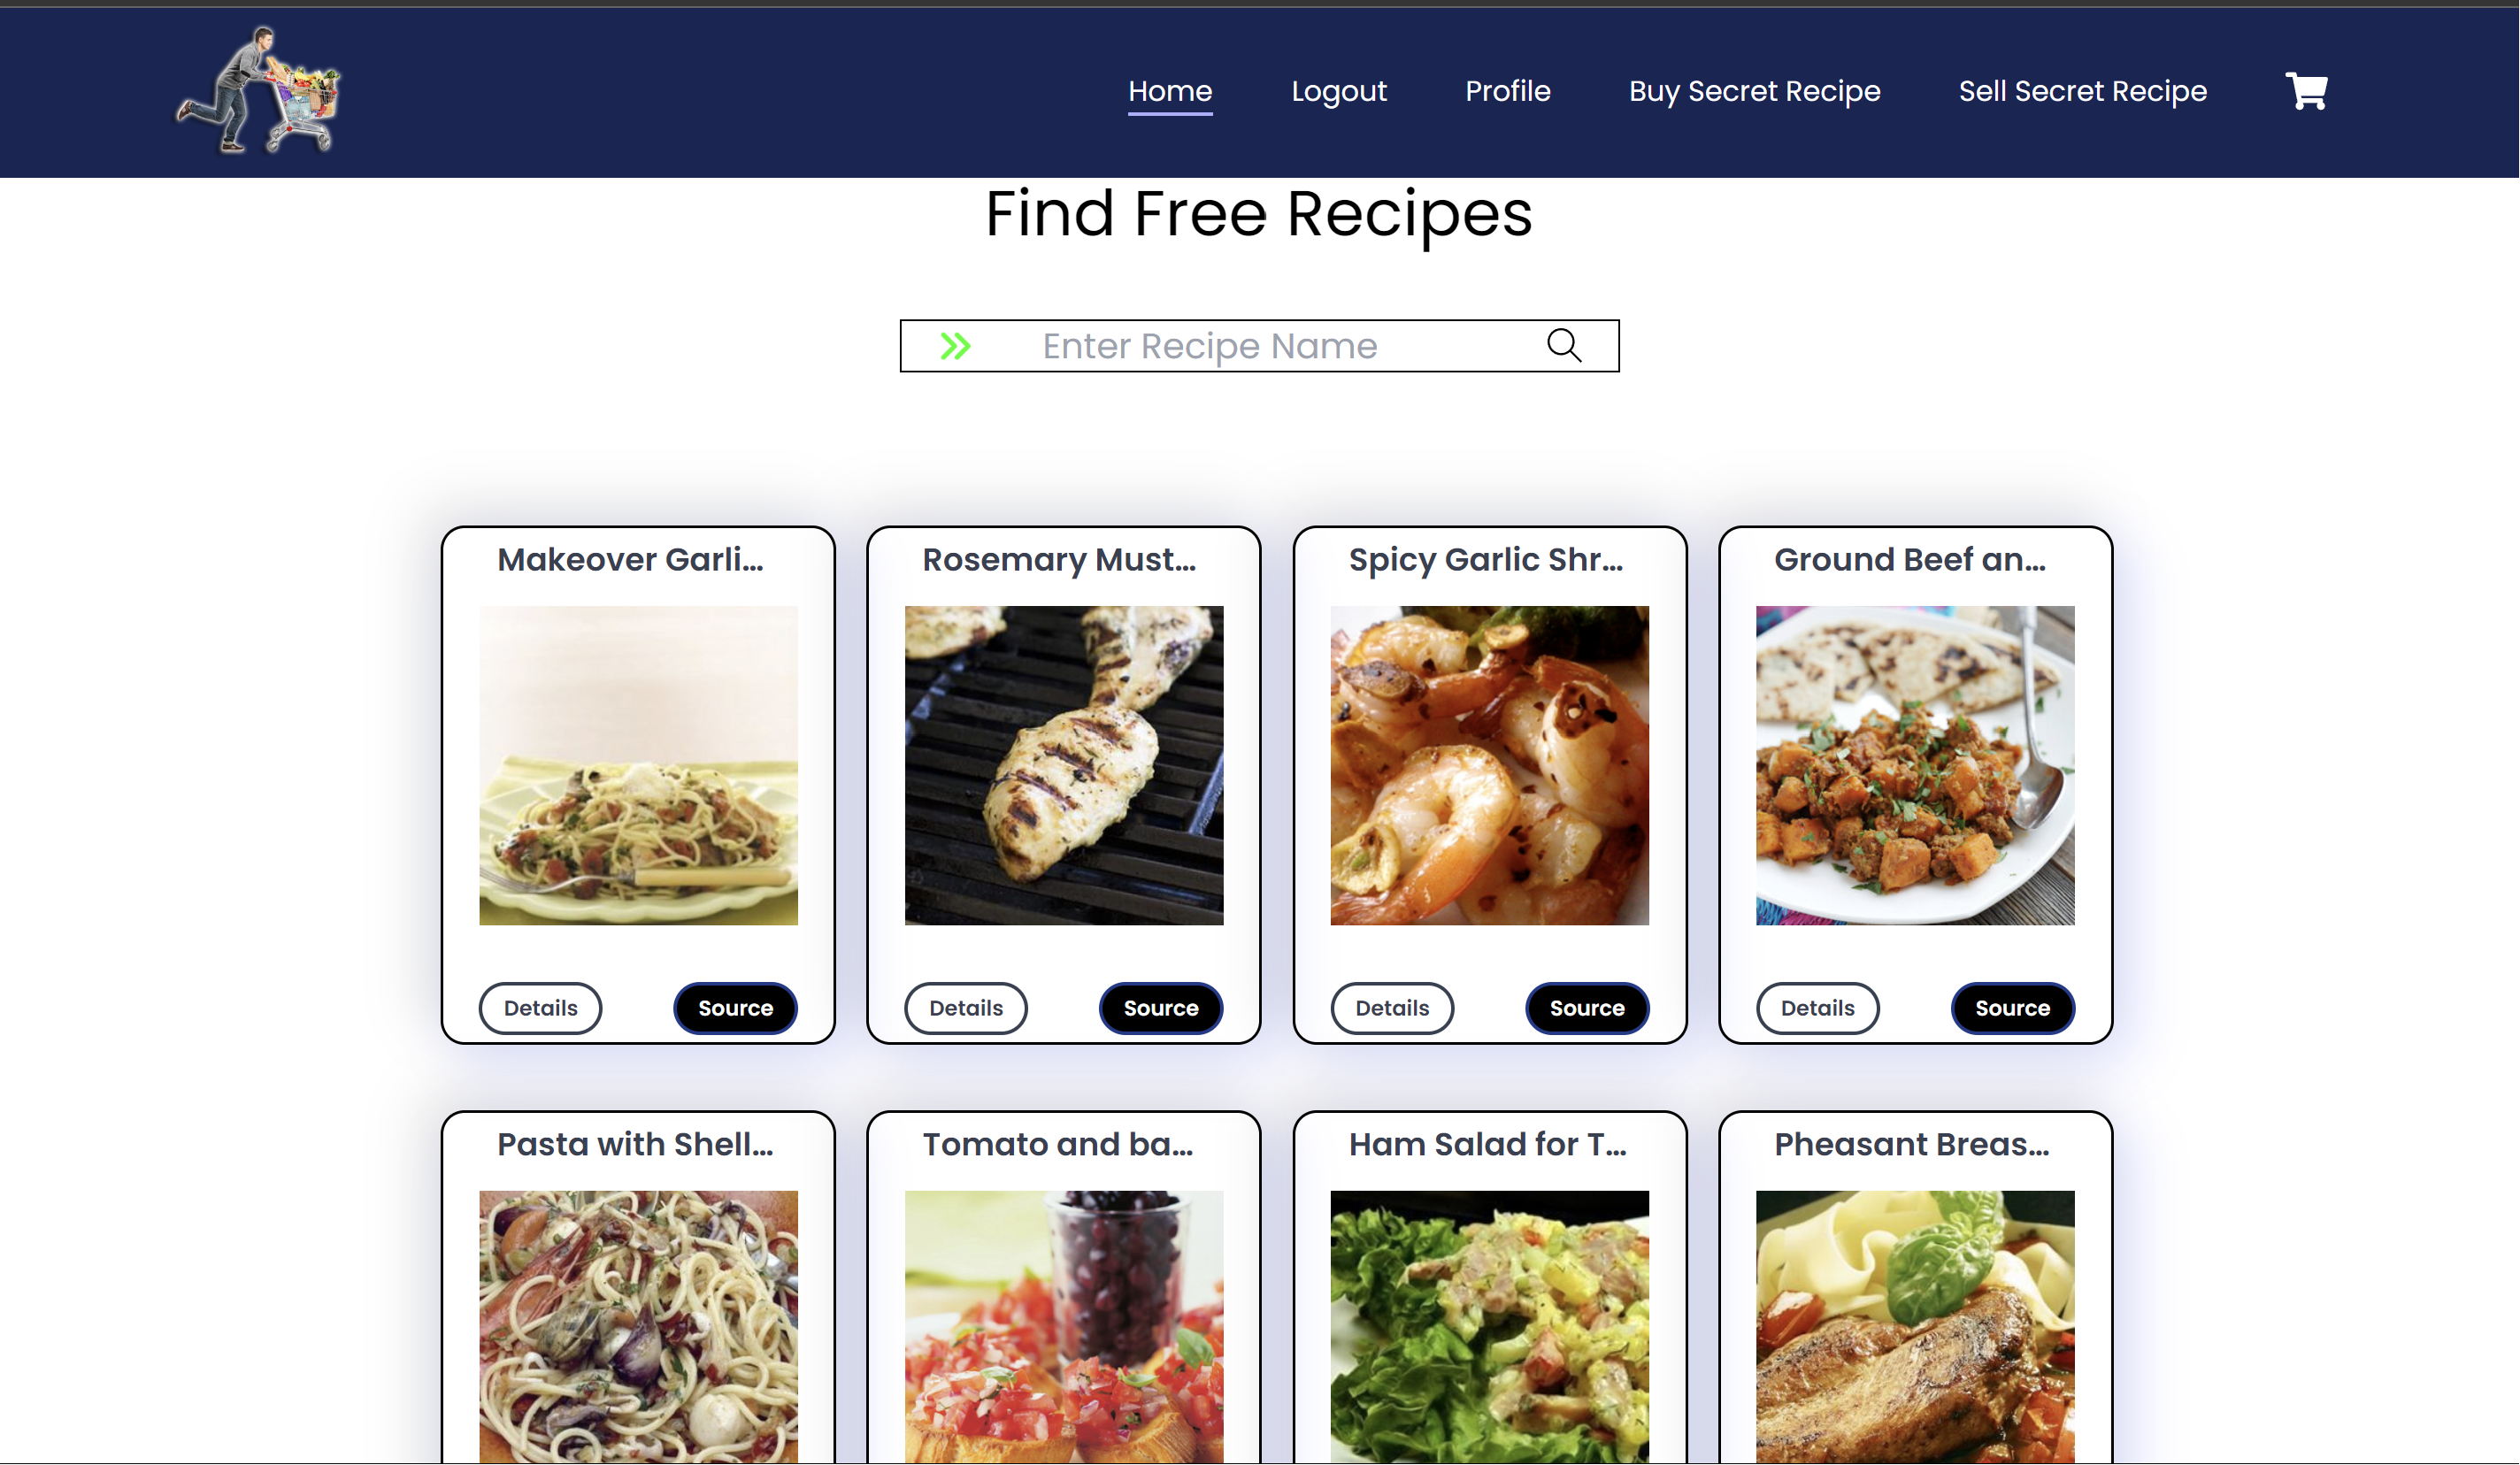 Home Logout Profile Buy Secret Recipe Sell Secret Recipe
Find Free Recipes
Enter Recipe Name
Makeover Garli... Rosemary Must... Spicy Garlic Shr... Ground Beef an...
Details Source Details Source Details Source Details Source
Pasta with Shell... Tomato and ba... Ham Salad for T... Pheasant Breas...